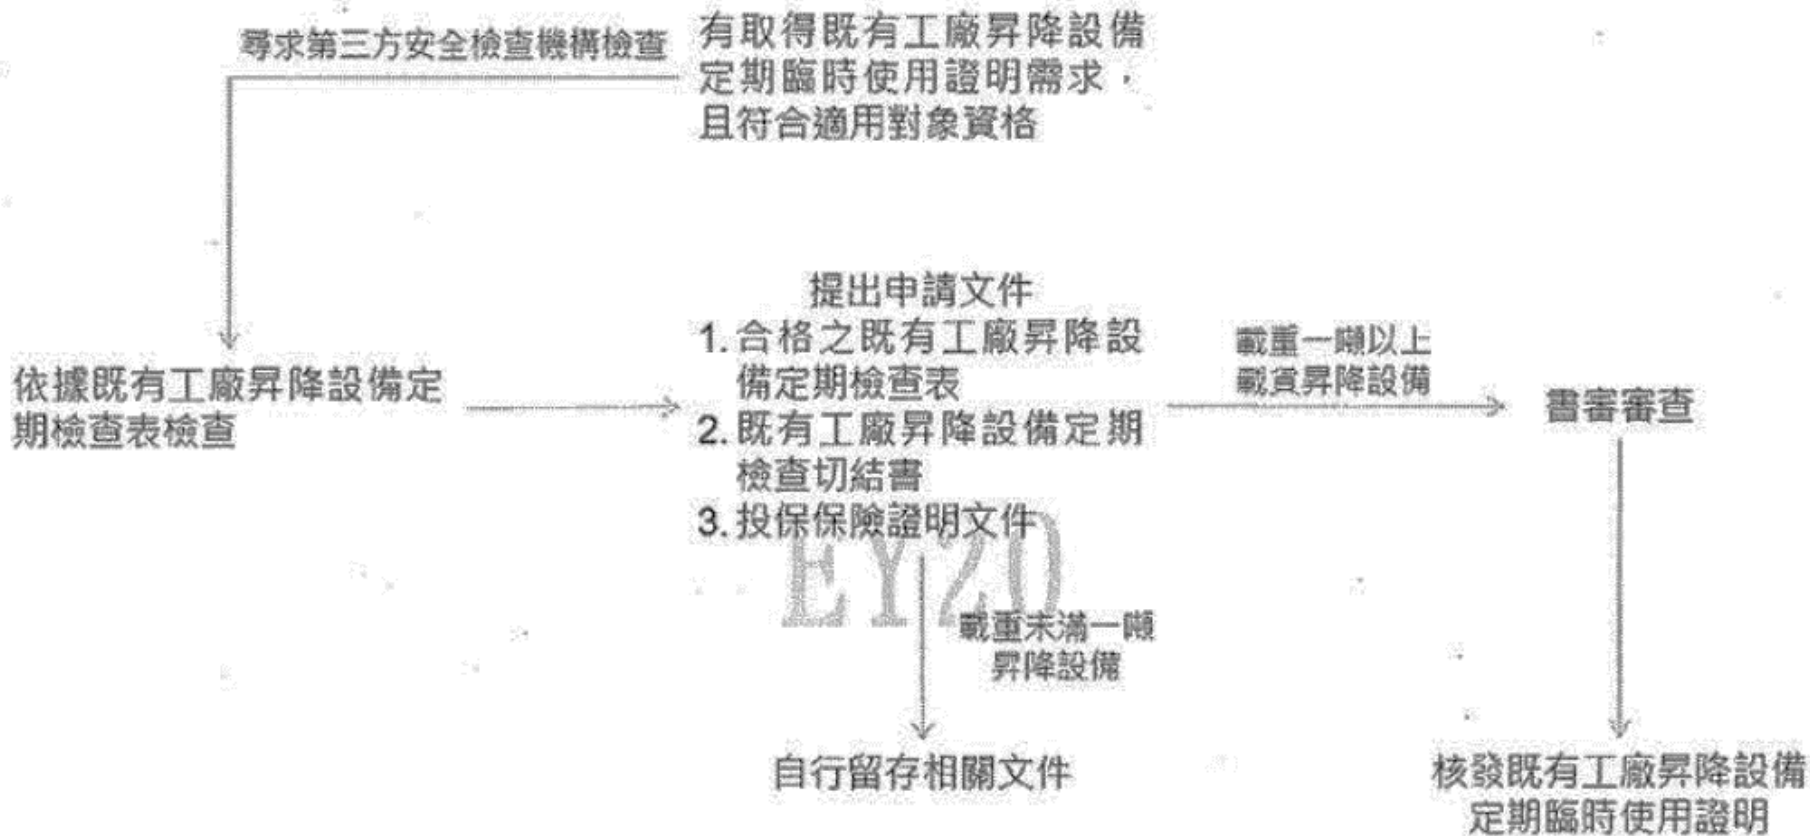 尋求第三方安全檢查機構檢查
有取得既有工廠昇降設備
定期臨時使用證明需求，
且符合適用對象資格
提出申請文件
1. 合格之既有工廠昇降設
備定期檢查表
2. 既有工廠昇降設備定期
檢查切結書
3. 投保保險證明文件
依據既有工廠昇降設備定
期檢查表檢查
載重一噸以上
載貨昇降設備
書審審查
EY20
載重未滿一噸
昇降設備
自行留存相關文件
核發既有工廠昇降設備
定期臨時使用證明